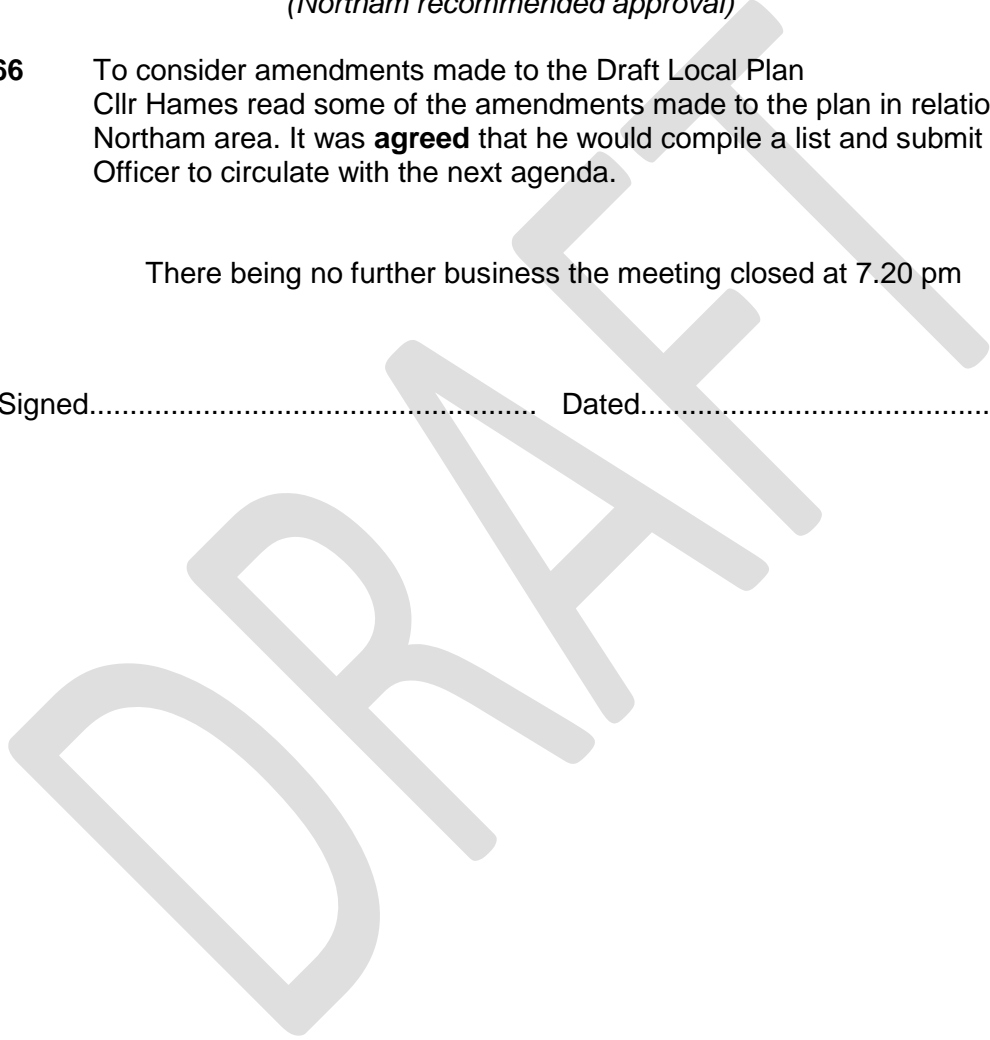 (Northam recommended approval)
66 To consider amendments made to the Draft Local Plan
Cllr Hames read some of the amendments made to the plan in relatio
Northam area. It was agreed that he would compile a list and submit
Officer to circulate with the next agenda.
There being no further business the meeting closed at 7.20 pm
Signed....................................................... Dated...........................................
DRAFT